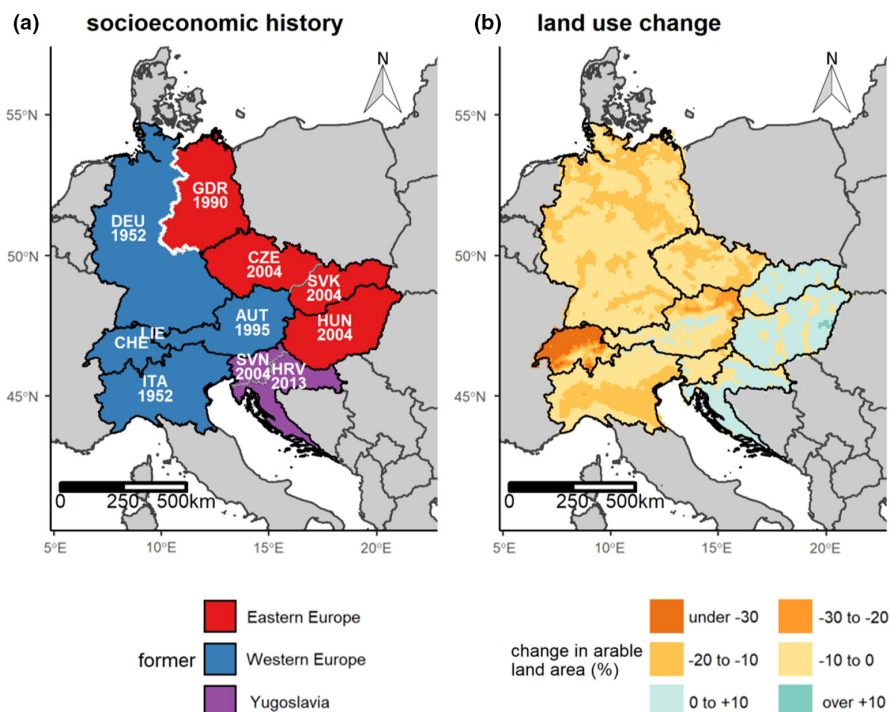 (a) socioeconomic history
N
55°N
50°N
45°N
GDR
1990
DEU
1952
CZE
2004
SVK
2004
AUT
1995
HUN
2004
LIE
CHE
SVN
2004
HRV
2013
ITA
1952
0 250 500km
5°E 10°E 15°E 20°E
former
Eastern Europe
Western Europe
Yugoslavia
(b) land use change
N
55°N
50°N
45°N
0 250 500km
5°E 10°E 15°E 20°E
change in arable
land area (%)
under -30 -30 to -20
-20 to -10 -10 to 0
0 to +10 over +10